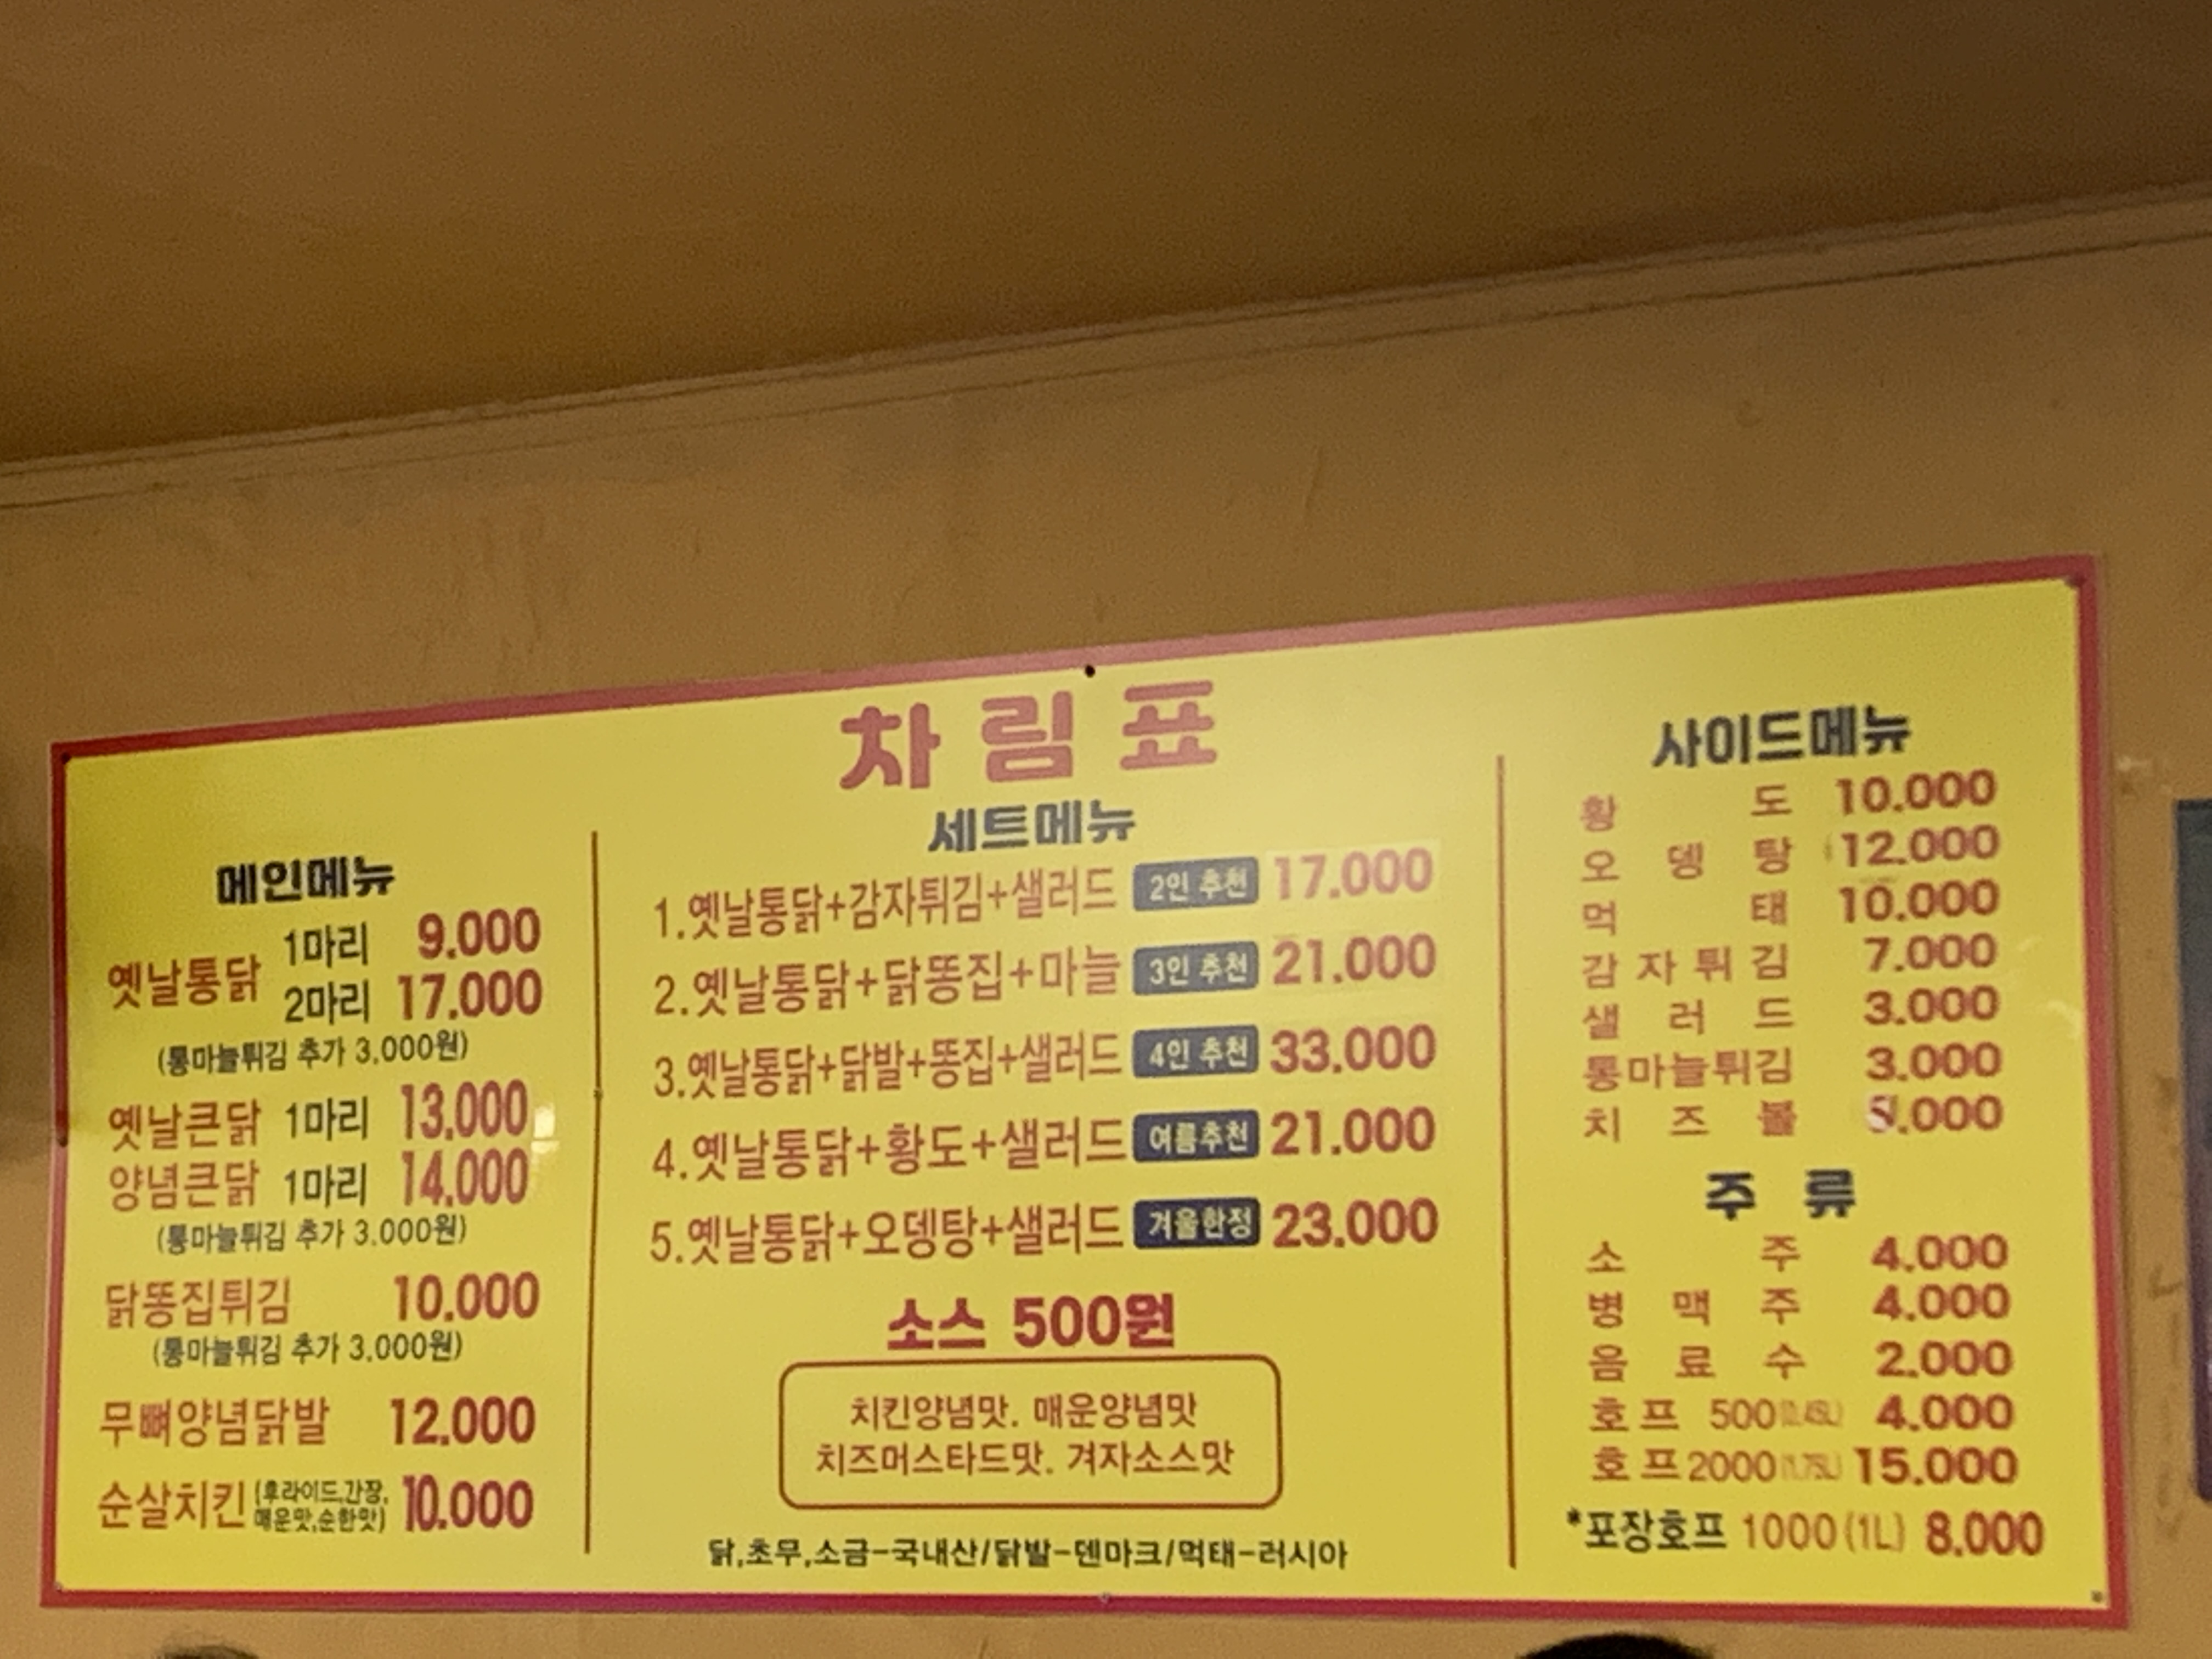 차림표
메인메뉴
옛날통닭 1마리 9.000
2마리 17.000
(통마늘튀김 추가 3.000원)
옛날큰닭 1마리 13.000
양념큰닭 1마리 14.000
(통마늘튀김 추가 3.000원)
닭똥집튀김 10.000
(통마늘튀김 추가 3.000원)
무뼈양념닭발 12.000
순살치킨 (후라이드,간장, 10.000
매운맛,순한맛)
세트메뉴
1.옛날통닭+감자튀김+샐러드 2인 추천 17.000
2.옛날통닭+닭똥집+마늘 3인 추천 21.000
3.옛날통닭+닭발+똥집+샐러드 4인 추천 33.000
4.옛날통닭+황도+샐러드 여름추천 21.000
5.옛날통닭+오뎅탕+샐러드 겨울한정 23.000
소스 500원
치킨양념맛. 매운양념맛
치즈머스타드맛. 겨자소스맛
닭,초무,소금-국내산/닭발-덴마크/먹태-러시아
사이드메뉴
황도 10.000
오뎅탕 12.000
먹태 10.000
감자튀김 7.000
샐러드 3.000
통마늘튀김 3.000
치즈볼
주류
소주 4.000
병맥주 4.000
음료수 2.000
호프 500 4.000
호프 2000 15.000
*포장호프 1000(1L) 8.000